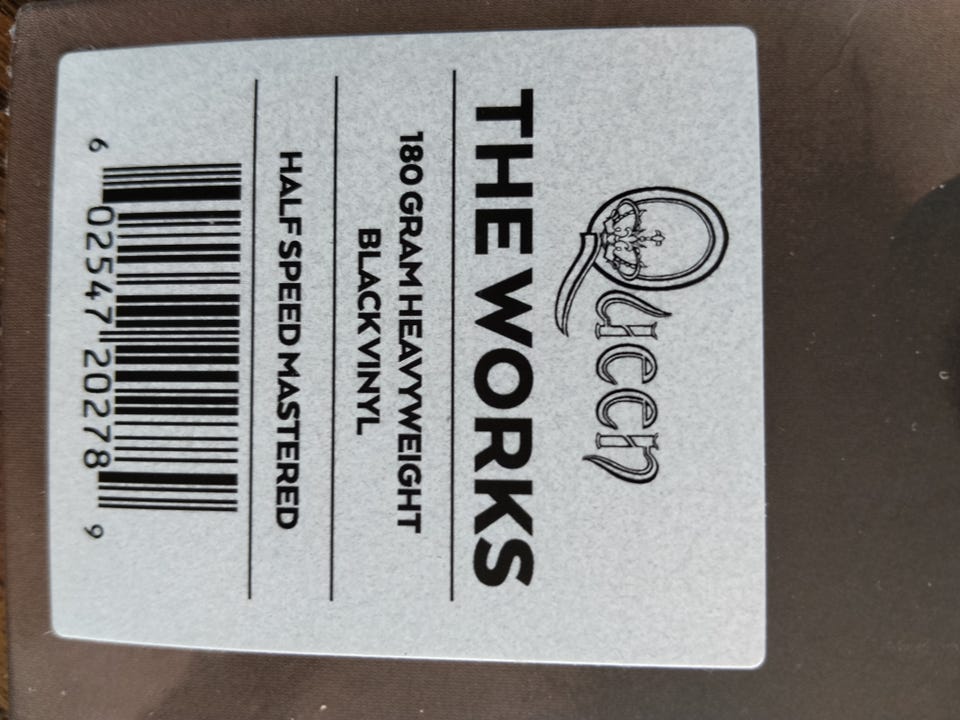 Queen
THE WORKS
180 GRAM HEAVYWEIGHT
BLACK VINYL
HALF SPEED MASTERED
6 02547 20278 9